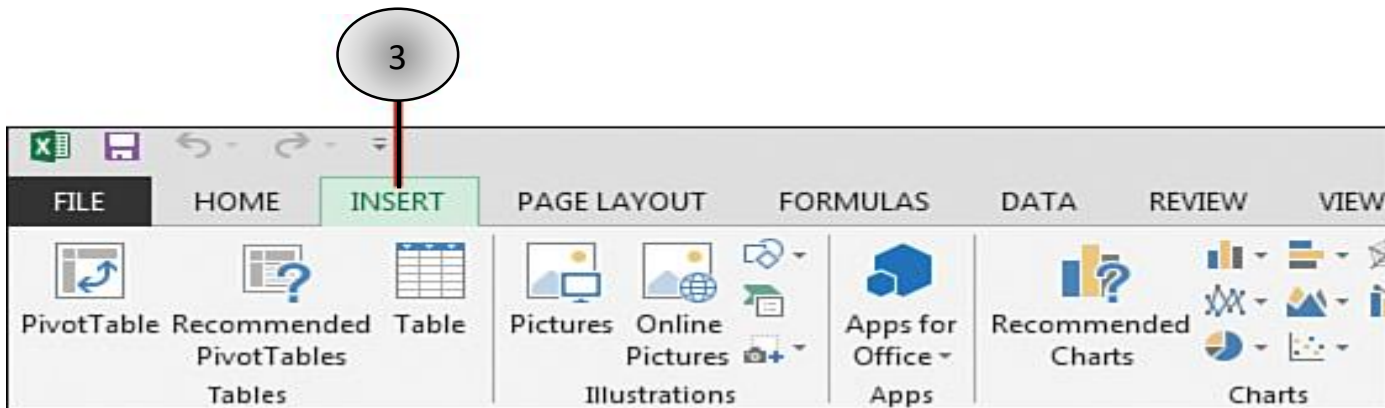 3
FILE HOME INSERT PAGE LAYOUT FORMULAS DATA REVIEW VIEW
PivotTable Recommended PivotTables Table Pictures Online Pictures Apps for Office Recommended Charts
Tables Illustrations Apps Charts